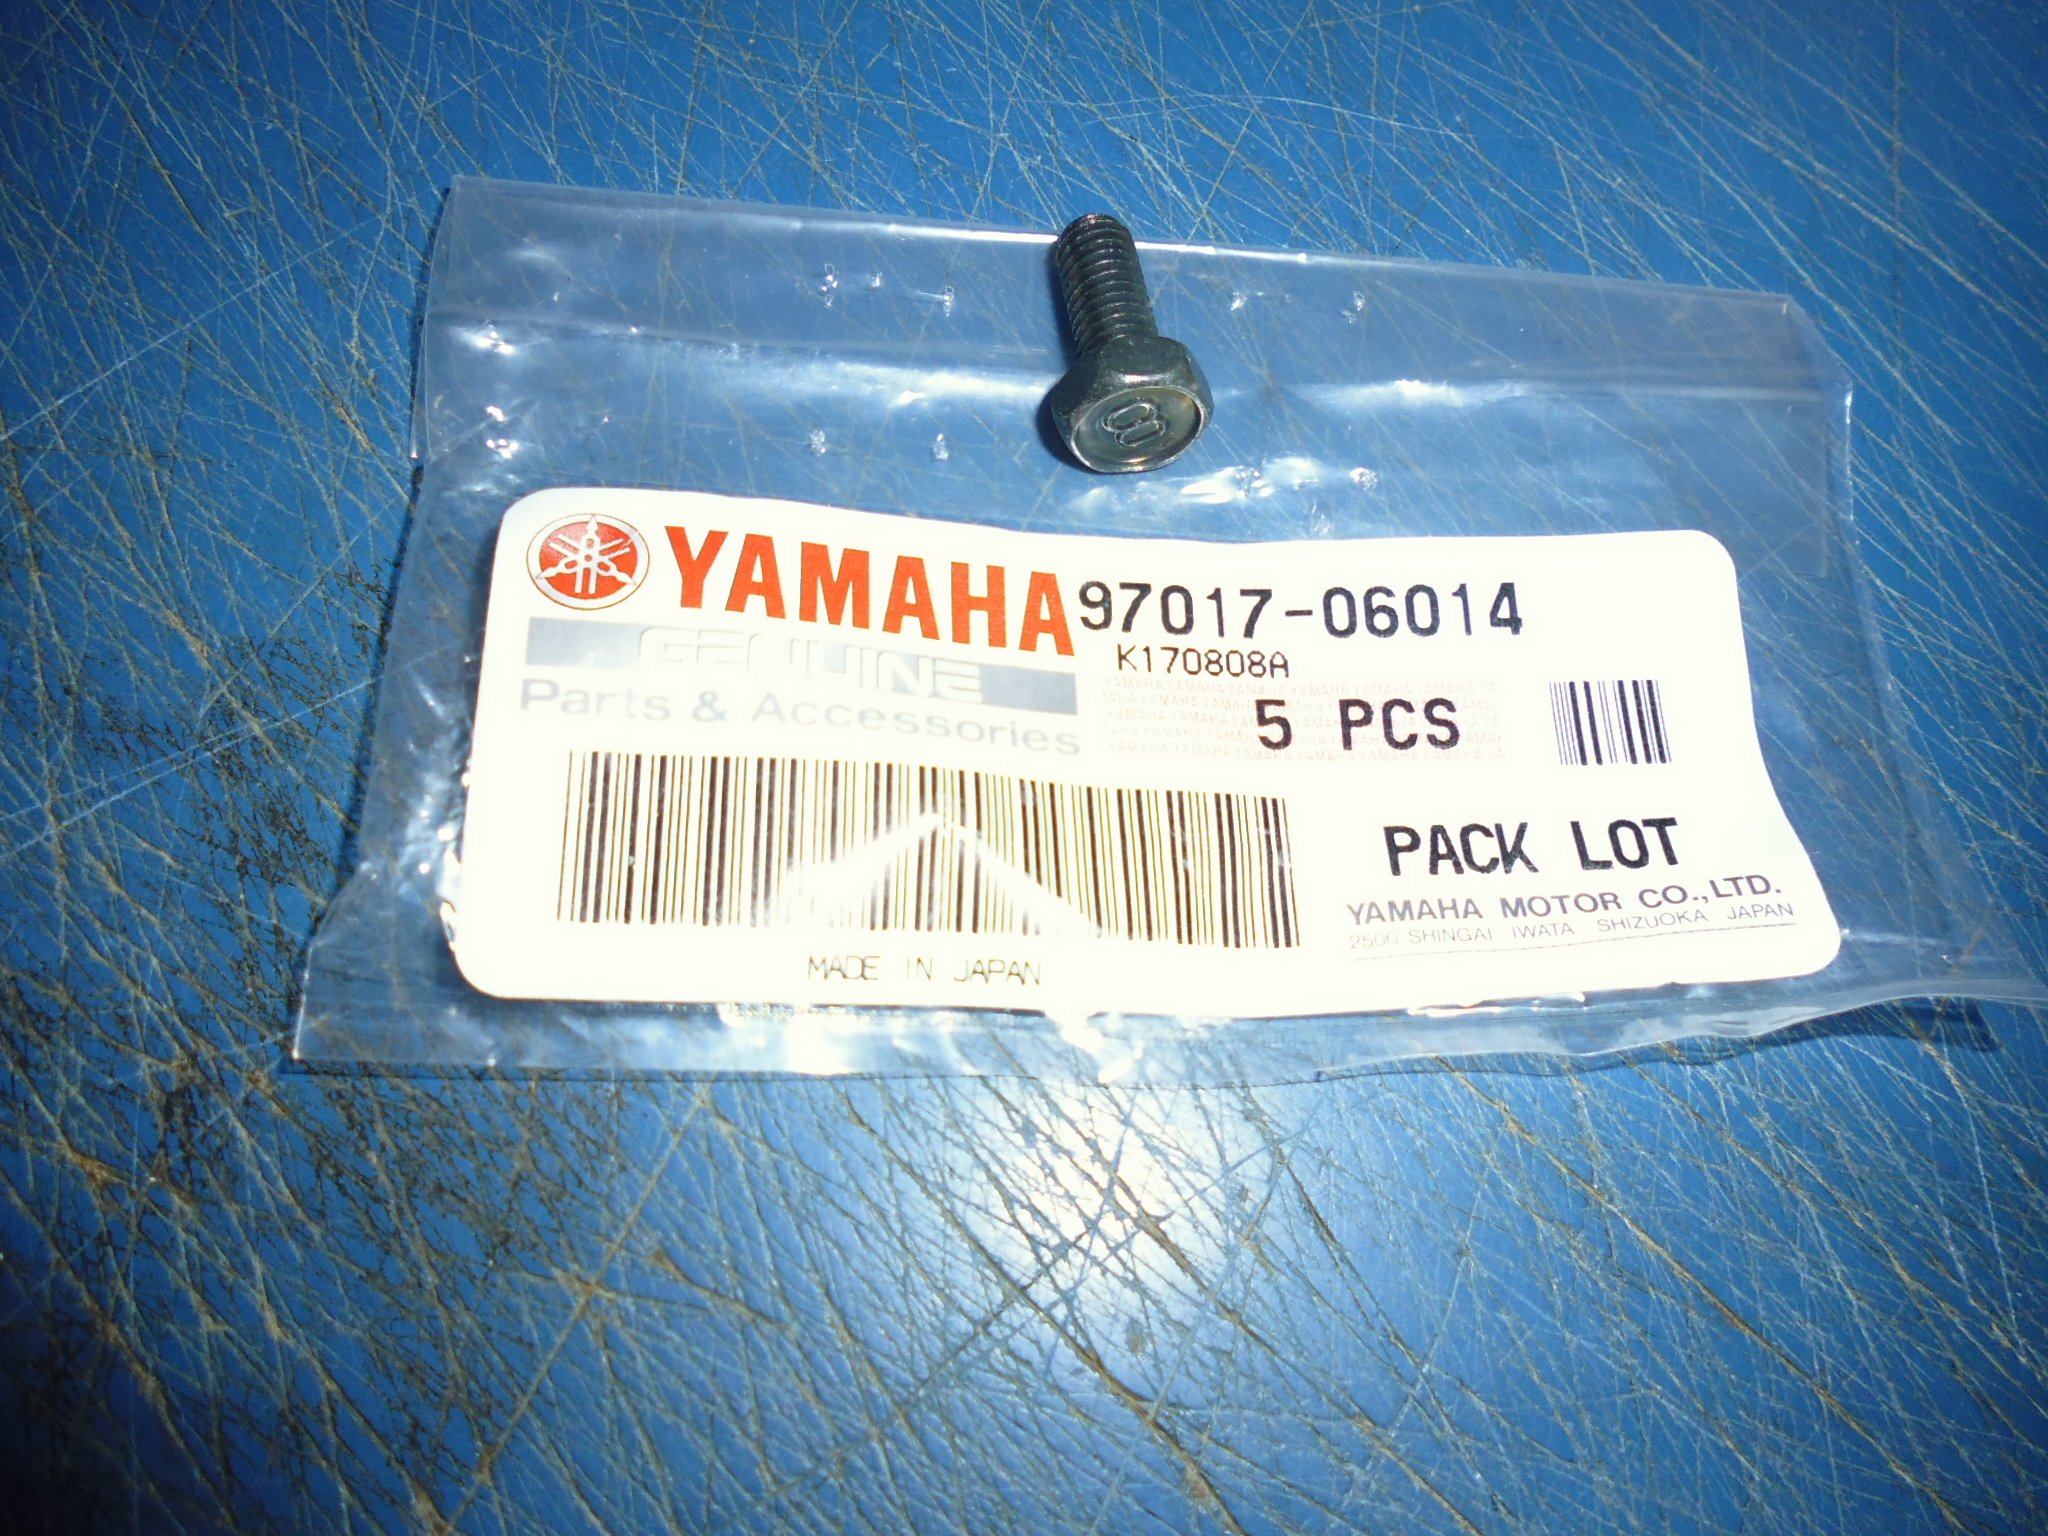 8
YAMAHA
97017-06014
GENUINE
K170808A
Parts & Accessories
5 PCS
PACK LOT
YAMAHA MOTOR CO.,LTD.
2500 SHINGAI IWATA SHIZUOKA JAPAN
MADE IN JAPAN